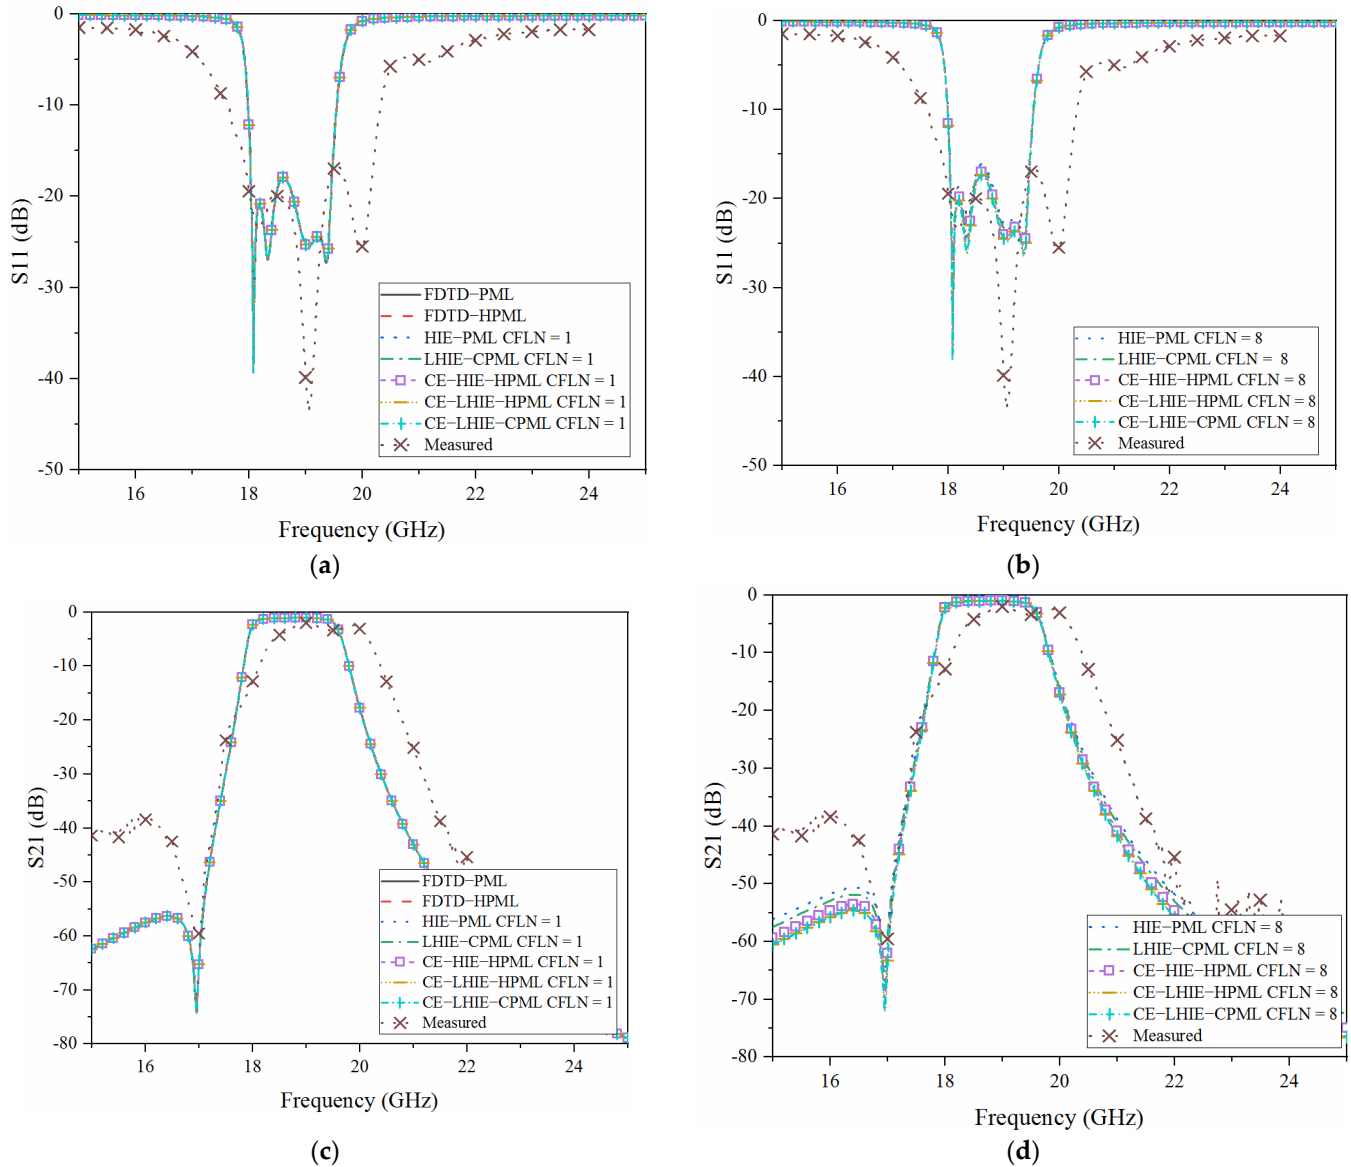 0
-10
-20
-30
-40
-50
S11 (dB)
FDTD−PML
FDTD−HPML
HIE−PML CFLN = 1
LHIE−CPML CFLN = 1
CE−HIE−HPML CFLN = 1
CE−LHIE−HPML CFLN = 1
CE−LHIE−CPML CFLN = 1
Measured
16 18 20 22 24
Frequency (GHz)
(a)
0
-10
-20
-30
-40
-50
S11 (dB)
HIE−PML CFLN = 8
LHIE−CPML CFLN = 8
CE−HIE−HPML CFLN = 8
CE−LHIE−HPML CFLN = 8
CE−LHIE−CPML CFLN = 8
Measured
16 18 20 22 24
Frequency (GHz)
(b)
0
-10
-20
-30
-40
-50
-60
-70
-80
S21 (dB)
FDTD−PML
FDTD−HPML
HIE−PML CFLN = 1
LHIE−CPML CFLN = 1
CE−HIE−HPML CFLN = 1
CE−LHIE−HPML CFLN = 1
CE−LHIE−CPML CFLN = 1
Measured
16 18 20 22 24
Frequency (GHz)
(c)
0
-10
-20
-30
-40
-50
-60
-70
-80
S21 (dB)
HIE−PML CFLN = 8
LHIE−CPML CFLN = 8
CE−HIE−HPML CFLN = 8
CE−LHIE−HPML CFLN = 8
CE−LHIE−CPML CFLN = 8
Measured
16 18 20 22 24
Frequency (GHz)
(d)